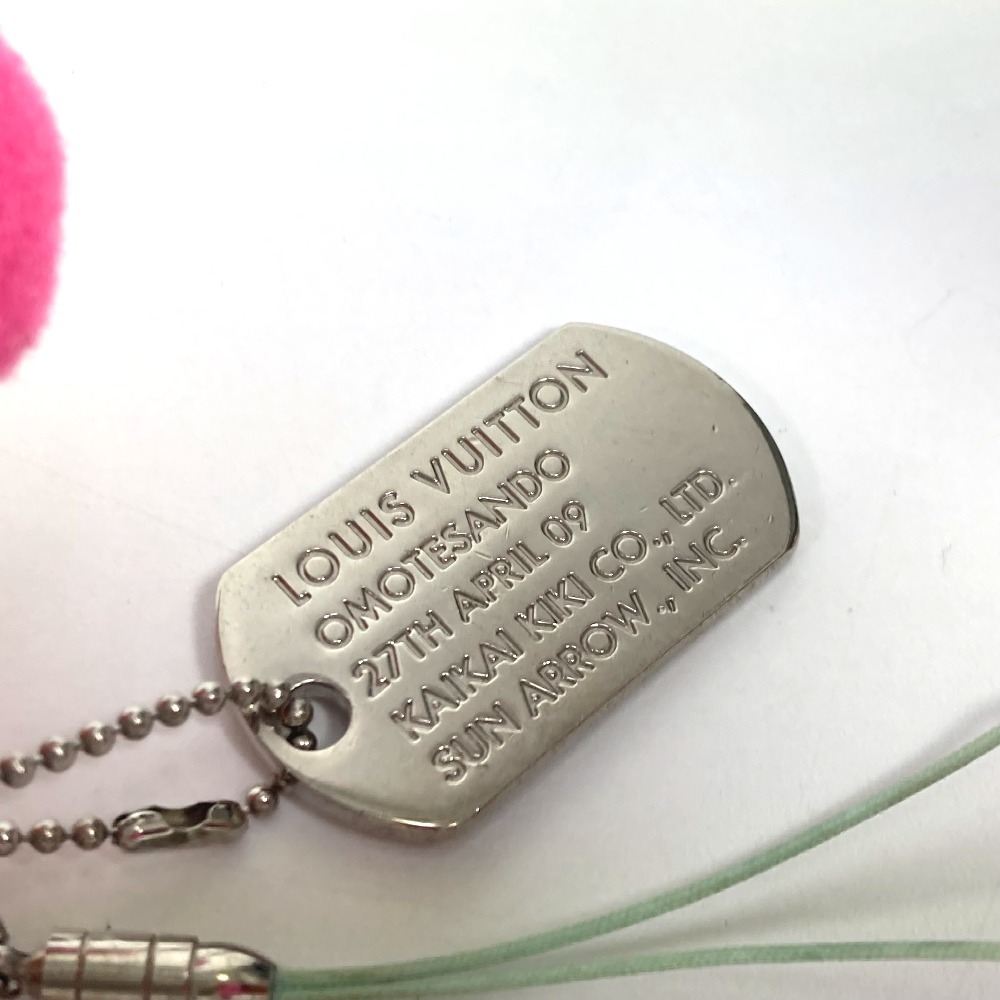 LOUIS VUITTON
OMOTESANDO
27TH APRIL 09
KAIKAI KIKI CO., LTD.
SUN ARROW ., INC.